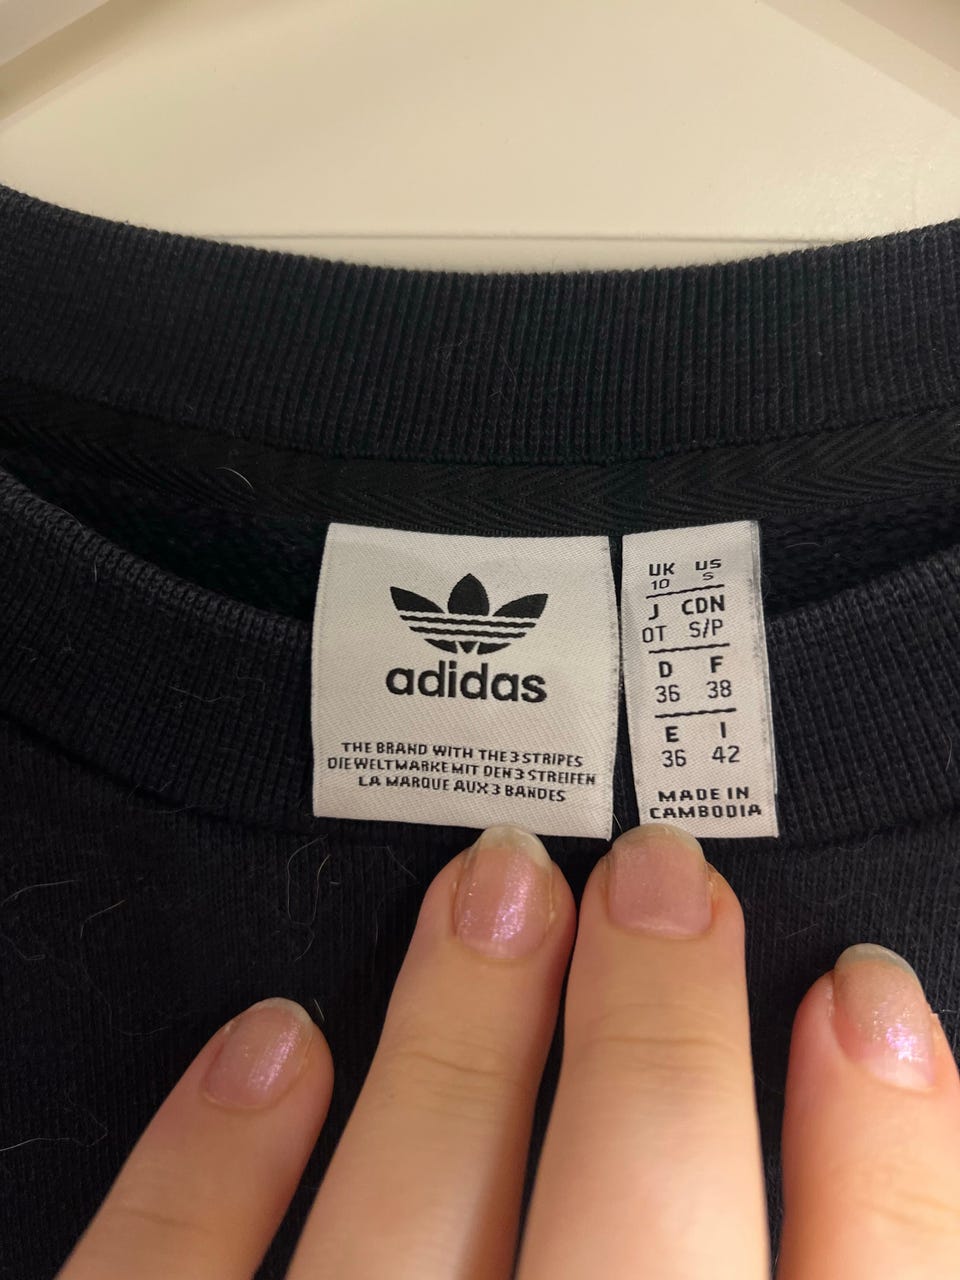 adidas
THE BRAND WITH THE 3 STRIPES
DIE WELTMARKE MIT DEN 3 STREIFEN
LA MARQUE AUX 3 BANDES
UK US
10 S
J CDN
OT S/P
D F
36 38
E I
36 42
MADE IN
CAMBODIA